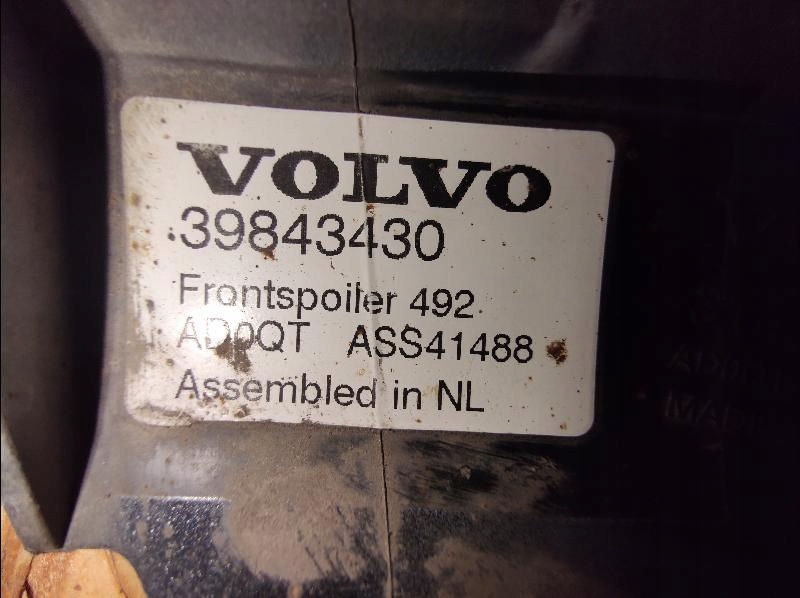 VOLVO
39843430
Frontspoiler 492
AD0QT ASS41488
Assembled in NL